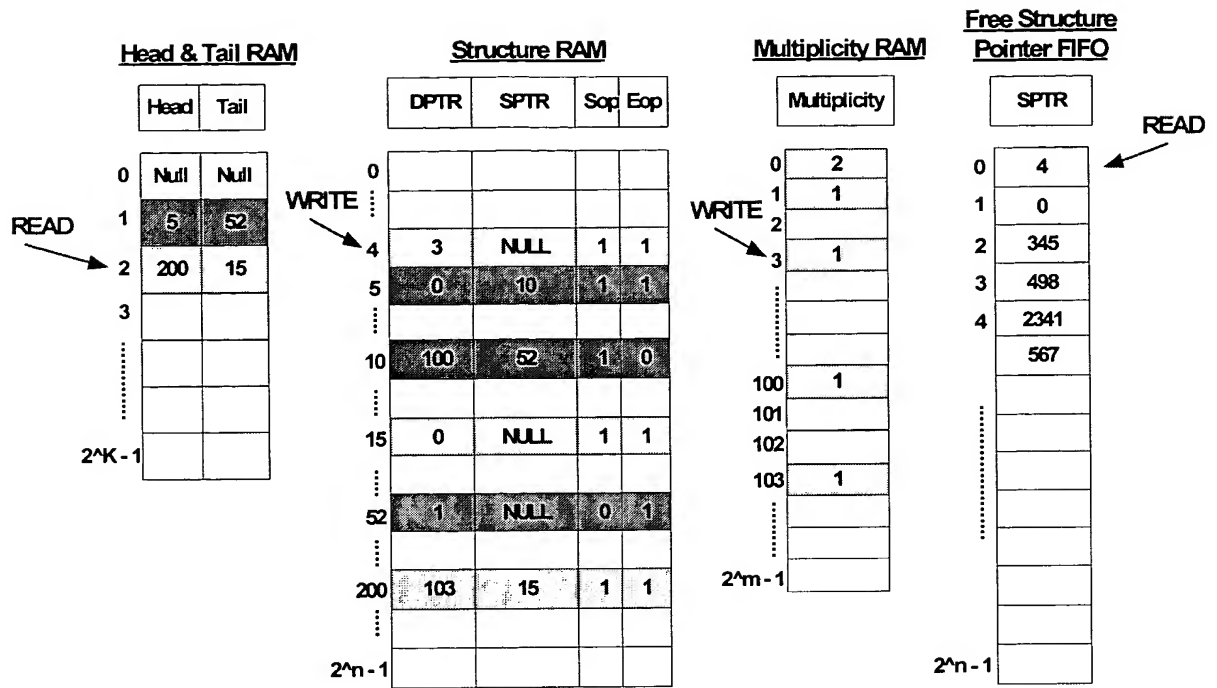 Head & Tail RAM
Head Tail
0 Null Null
1 5 52
READ
2 200 15
3
2^K - 1
Structure RAM
DPTR SPTR Sop Eop
0
WRITE
4 3 NULL 1 1
5 0 10 1 1
10 100 52 1 0
15 0 NULL 1 1
52 1 NULL 0 1
200 103 15 1 1
2^n - 1
Multiplicity RAM
Multiplicity
0 2
1 1
WRITE
2
3 1
100 1
101
102
103 1
2^m - 1
Free Structure
Pointer FIFO
SPTR
READ
0 4
1 0
2 345
3 498
4 2341
567
2^n - 1